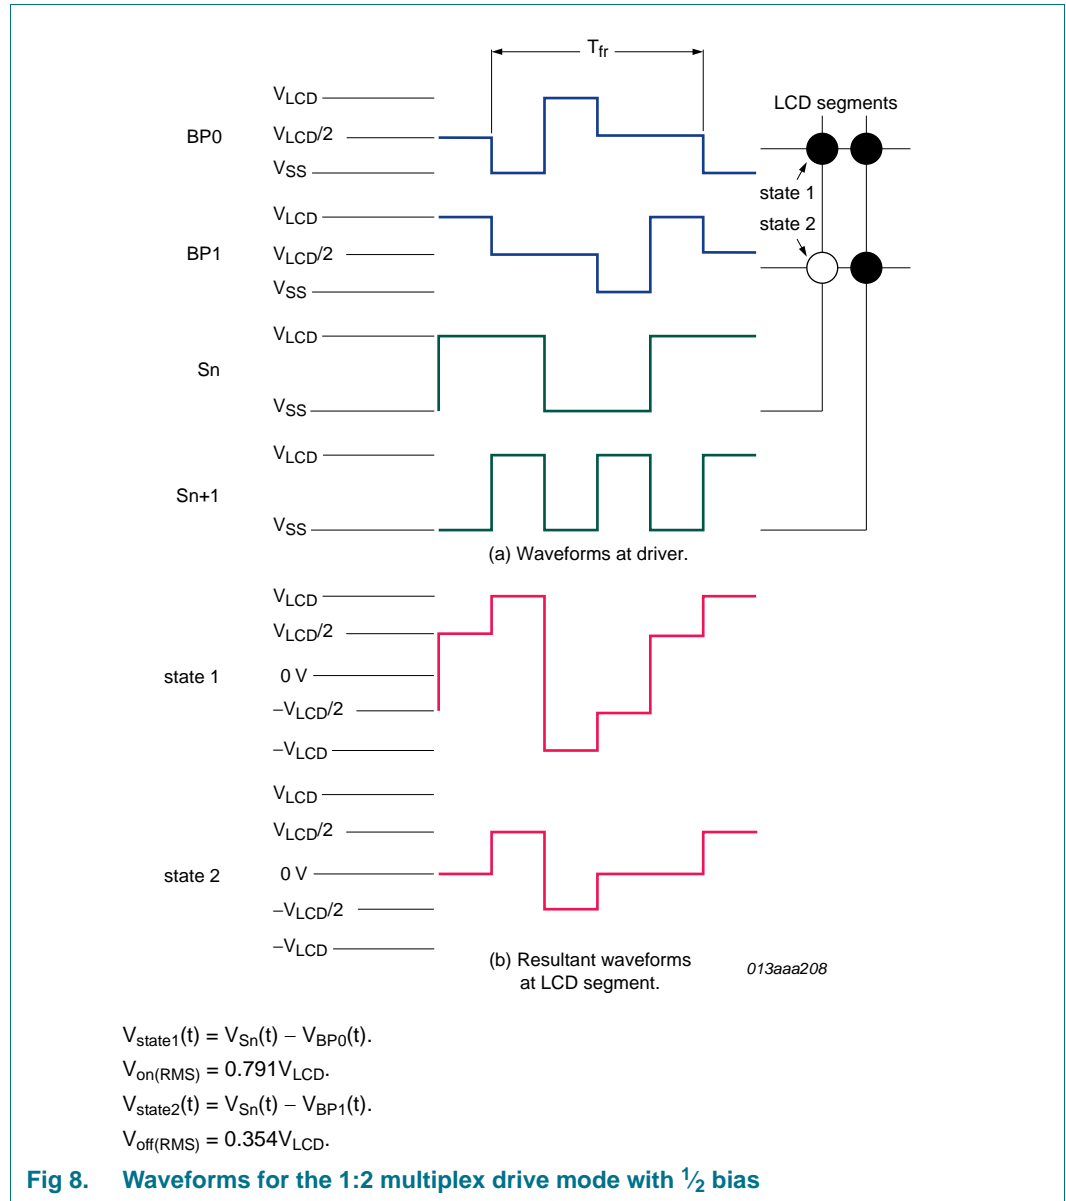 Tfr
VLCD
BP0
VLCD/2
VSS
LCD segments
state 1
state 2
VLCD
BP1
VLCD/2
VSS
VLCD
Sn
VSS
VLCD
Sn+1
VSS
(a) Waveforms at driver.
VLCD
VLCD/2
state 1
0 V
−VLCD/2
−VLCD
VLCD
VLCD/2
state 2
0 V
−VLCD/2
−VLCD
(b) Resultant waveforms
at LCD segment.
013aaa208
Vstate1(t) = VSn(t) − VBP0(t).
Von(RMS) = 0.791VLCD.
Vstate2(t) = VSn(t) − VBP1(t).
Voff(RMS) = 0.354VLCD.
Fig 8. Waveforms for the 1:2 multiplex drive mode with 1⁄2 bias